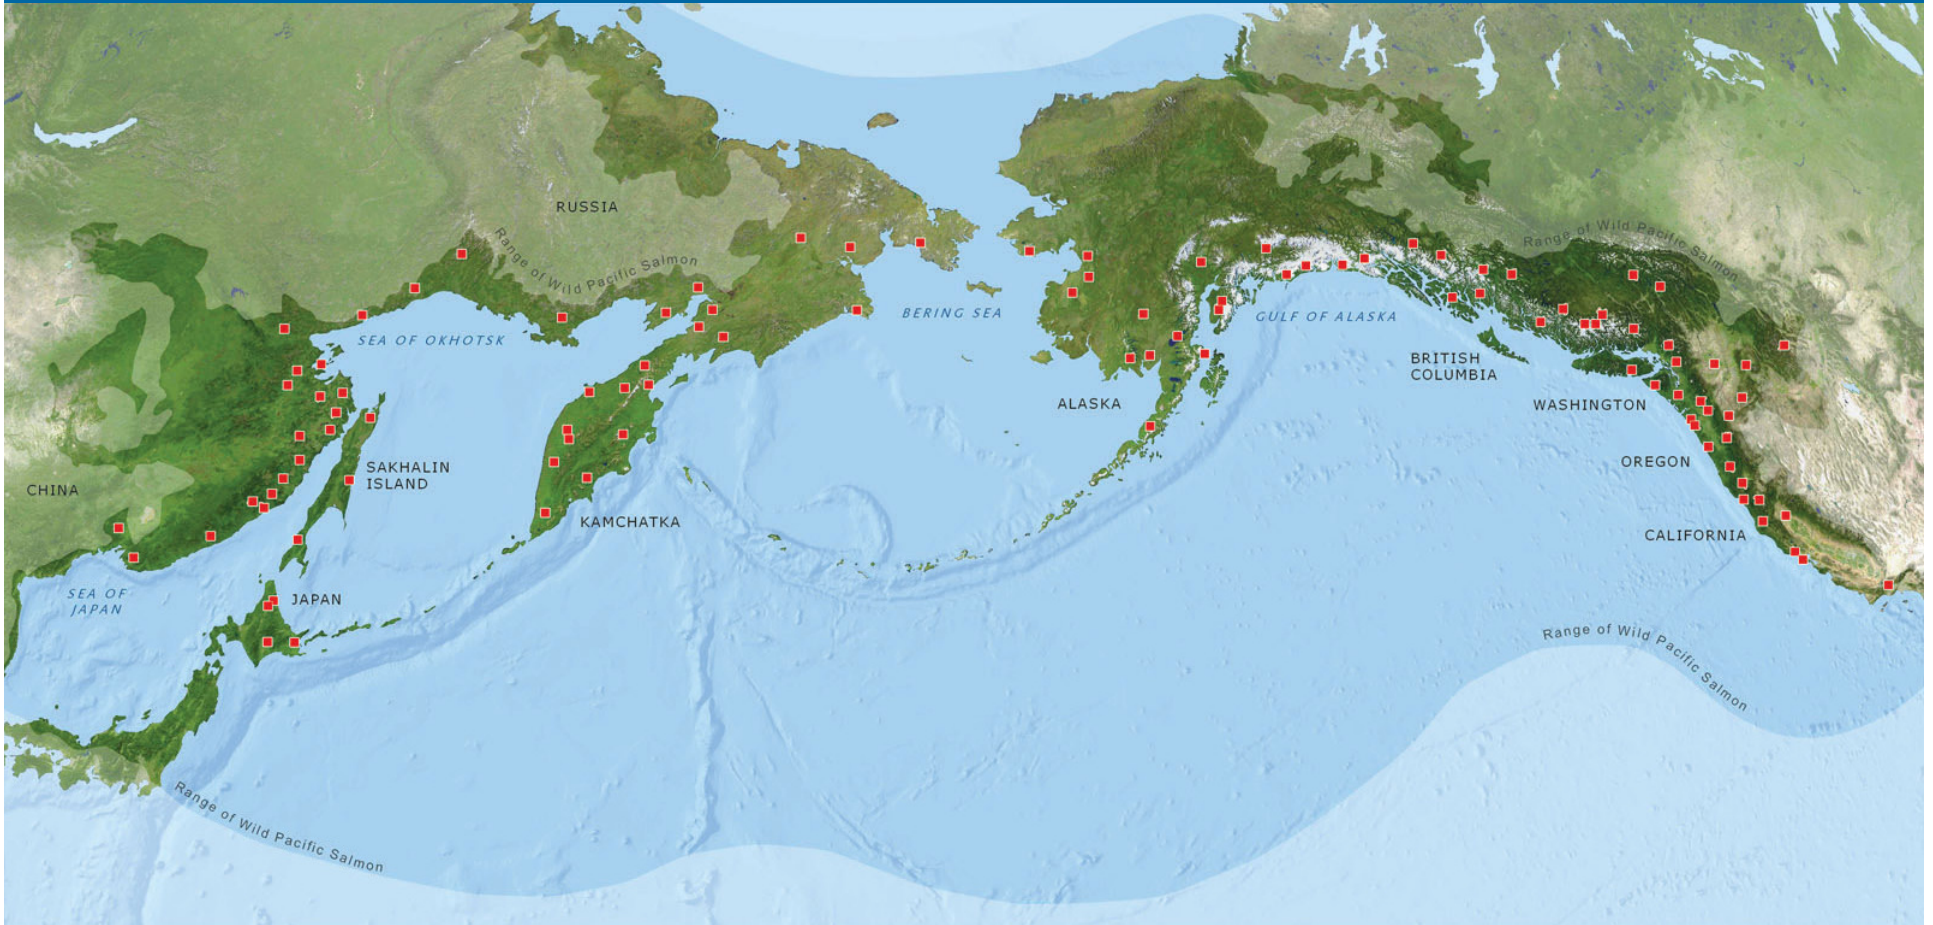 RUSSIA
Range of Wild Pacific Salmon
Range of Wild Pacific Salmon
BERING SEA
GULF OF ALASKA
SEA OF OKHOTSK
BRITISH
COLUMBIA
ALASKA
WASHINGTON
OREGON
SAKHALIN
ISLAND
CHINA
KAMCHATKA
CALIFORNIA
SEA OF
JAPAN
JAPAN
Range of Wild Pacific Salmon
Range of Wild Pacific Salmon